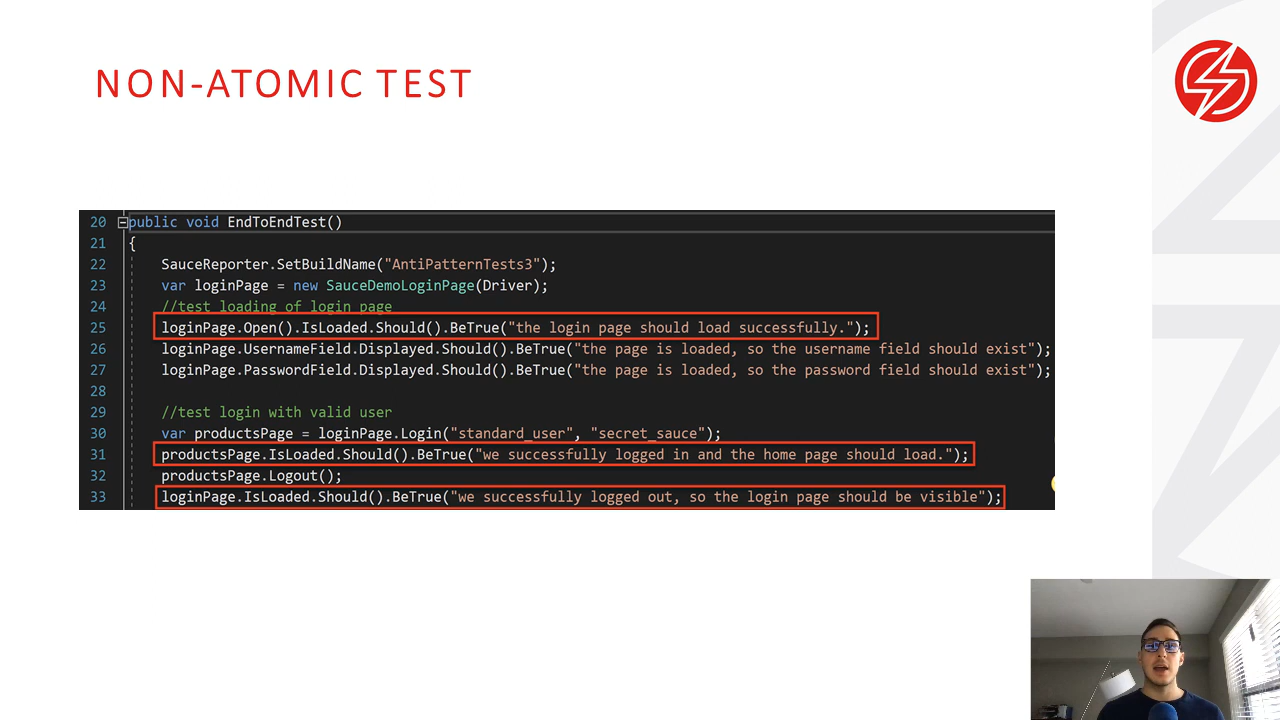 NON-ATOMIC TEST
20 public void EndToEndTest()
21 {
22 SauceReporter.SetBuildName("AntiPatternTests3");
23 var loginPage = new SauceDemoLoginPage(Driver);
24 //test loading of login page
25 loginPage.Open().IsLoaded.Should().BeTrue("the login page should load successfully.");
26 loginPage.UsernameField.Displayed.Should().BeTrue("the page is loaded, so the username field should exist");
27 loginPage.PasswordField.Displayed.Should().BeTrue("the page is loaded, so the password field should exist");
28
29 //test login with valid user
30 var productsPage = loginPage.Login("standard_user", "secret_sauce");
31 productsPage.IsLoaded.Should().BeTrue("we successfully logged in and the home page should load.");
32 productsPage.Logout();
33 loginPage.IsLoaded.Should().BeTrue("we successfully logged out, so the login page should be visible");